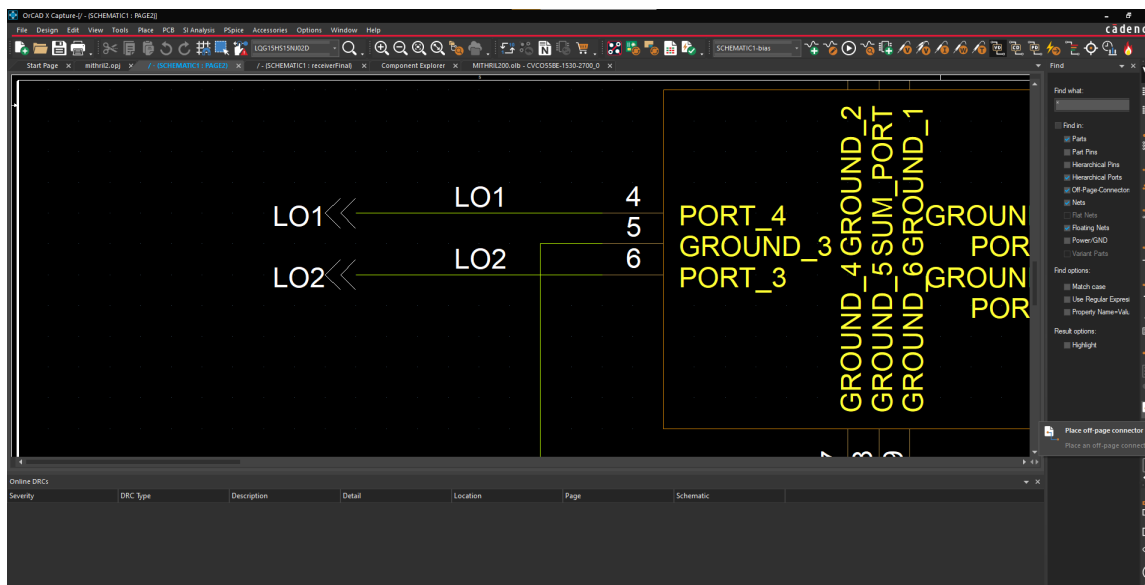 OrCAD X Capture-[/ - (SCHEMATIC1 : PAGE2)]
File Design Edit View Tools Place PCB SI Analysis PSpice Accessories Options Window Help
cadenc
LQG15HS15NJ02D
SCHEMATIC1-bias
Start Page
mithril2.opj
/ - (SCHEMATIC1 : PAGE2)
/ - (SCHEMATIC1 : receiverFinal)
Component Explorer
MITHRIL200.olb - CVCO55BE-1530-2700_0
Find
5
Find what:
*
Find in:
Parts
Part Pins
Hierarchical Pins
Hierarchical Ports
Off-Page-Connector
Nets
Flat Nets
Floating Nets
Power/GND
Variant Parts
Find options:
Match case
Use Regular Expresi
Property Name=Valu
Result options:
Highlight
LO1
LO1
4
PORT_4
5
GROUND_3
LO2
LO2
6
PORT_3
GROUND_4
GROUND_2
GROUND_5
SUM_PORT
GROUND_6
GROUND_1
GROUN
POR
GROUN
POR
Place off-page connector
Place an off-page connect
Online DRCs
Severity DRC Type Description Detail Location Page Schematic